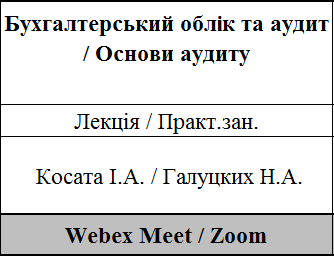 Бухгалтерський облік та аудит
/ Основи аудиту
Лекція / Практ.зан.
Косата І.А. / Галуцких Н.А.
Webex Meet / Zoom